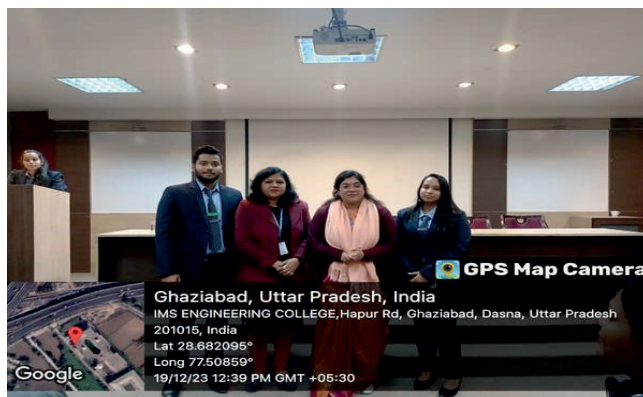 GPS Map Camera
Ghaziabad, Uttar Pradesh, India
IMS ENGINEERING COLLEGE,Hapur Rd, Ghaziabad, Dasna, Uttar Pradesh
201015, India
Lat 28.682095°
Long 77.50859°
19/12/23 12:39 PM GMT +05:30
Google